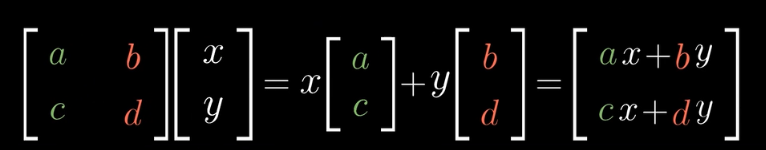 [a b; c d] [x; y] = x [a; c] + y [b; d] = [ax+by; cx+dy]